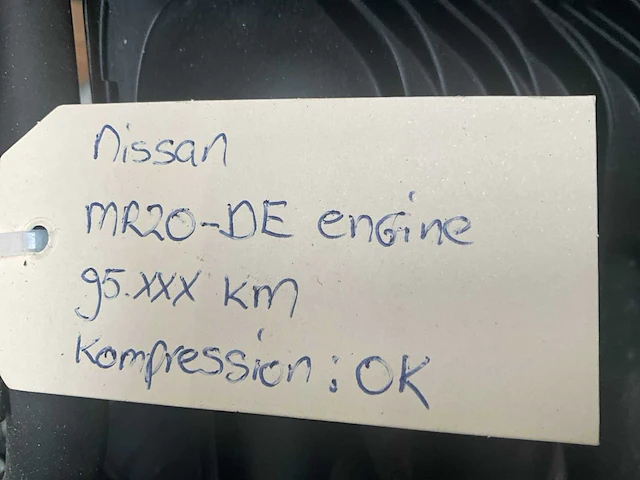 Nissan
MR20-DE engine
95.XXX km
Kompression: OK